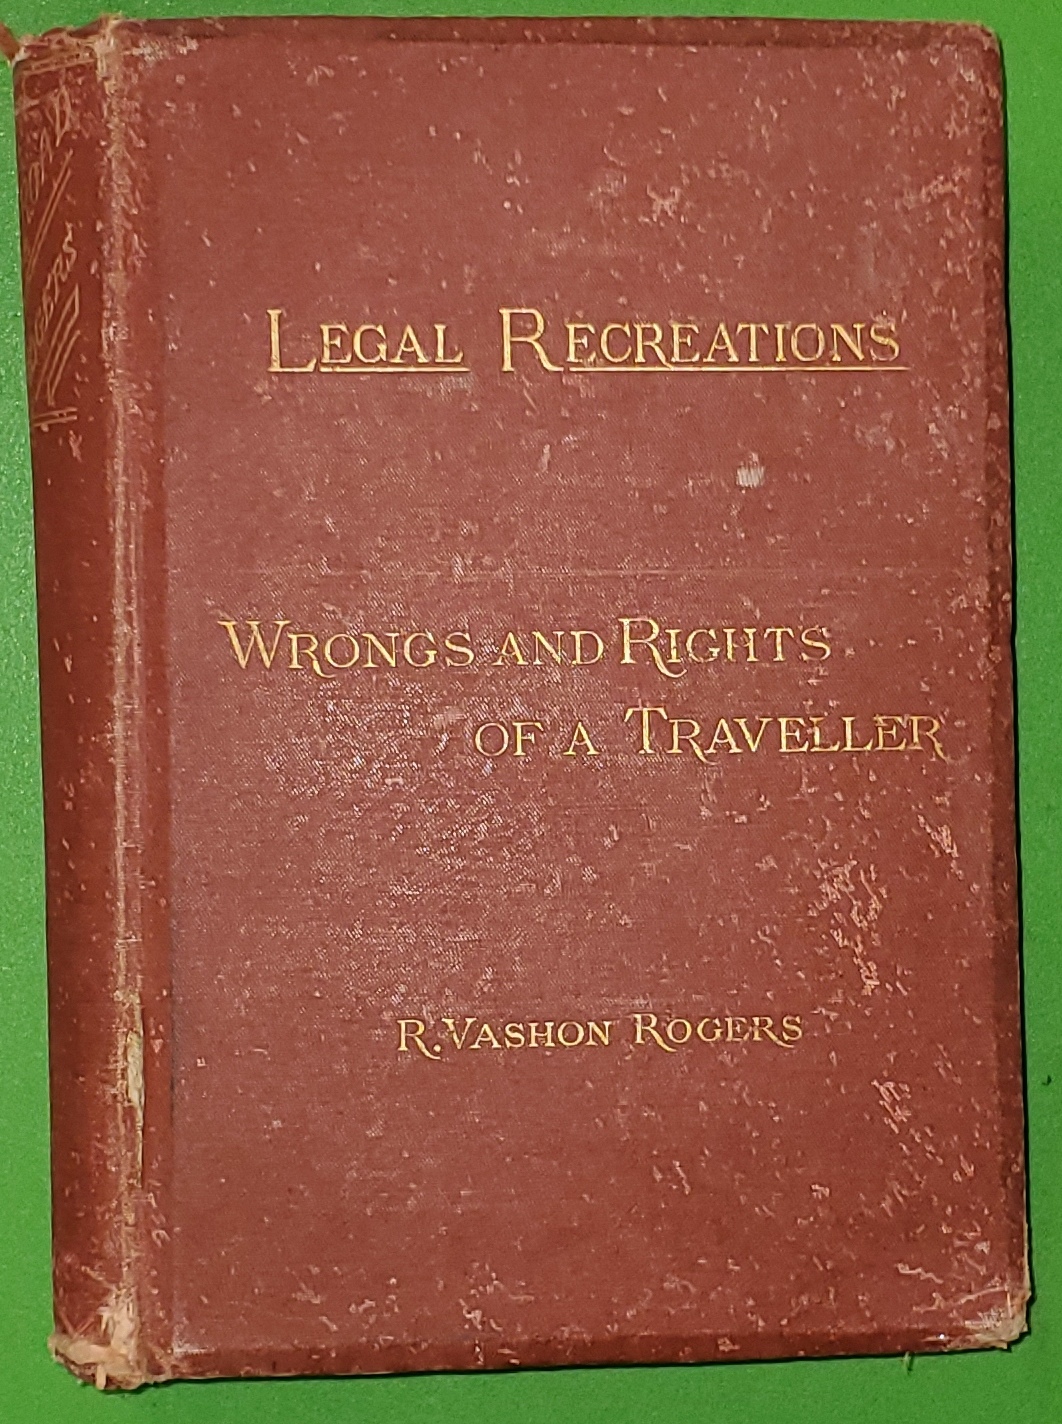 LEGAL RECREATIONS
WRONGS AND RIGHTS
OF A TRAVELLER
R. VASHON ROGERS